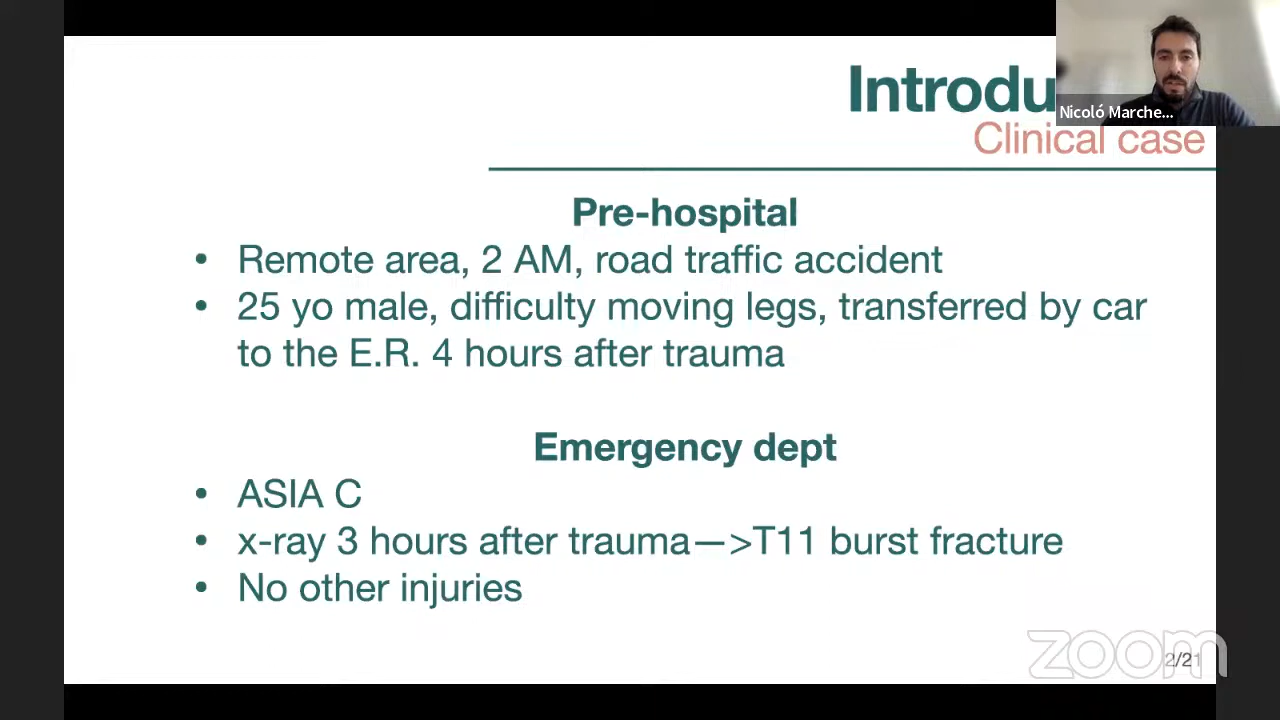 Introdu
Clinical case
Nicoló Marche...
Pre-hospital
• Remote area, 2 AM, road traffic accident
• 25 yo male, difficulty moving legs, transferred by car
to the E.R. 4 hours after trauma
Emergency dept
• ASIA C
• x-ray 3 hours after trauma—>T11 burst fracture
• No other injuries
zoom
2/21